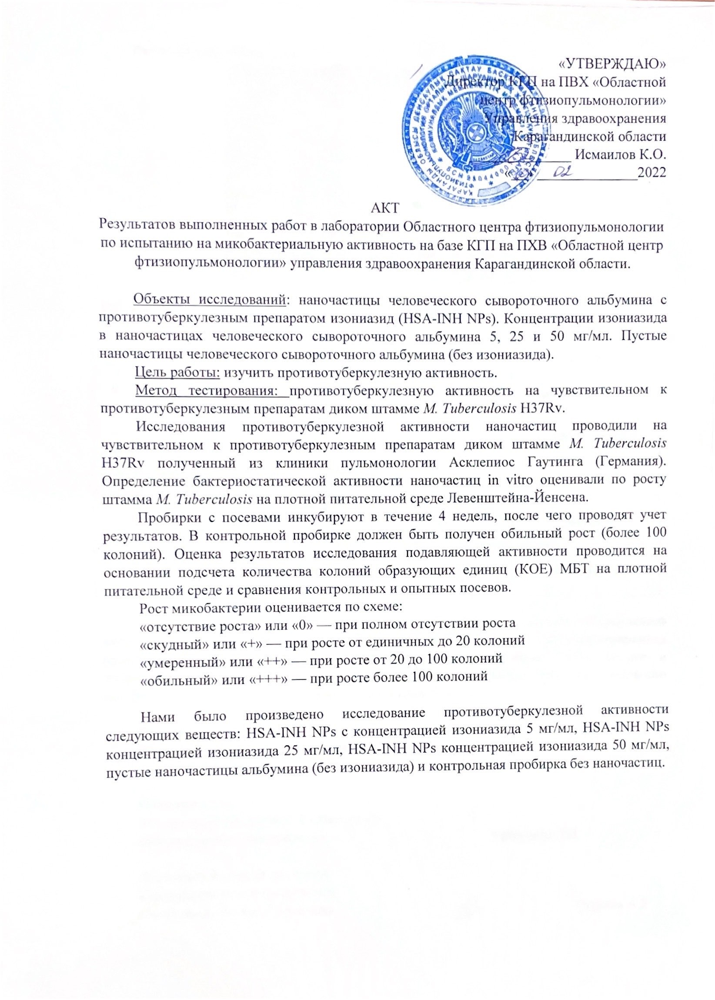 «УТВЕРЖДАЮ»
Директор КГП на ПВХ «Областной
центр фтизиопульмонологии»
Управления здравоохранения
Карагандинской области
Исмаилов К.О.
« » 02 2022
АКТ
Результатов выполненных работ в лаборатории Областного центра фтизиопульмонологии
по испытанию на микобактериальную активность на базе КГП на ПХВ «Областной центр
фтизиопульмонологии» управления здравоохранения Карагандинской области.
Объекты исследований: наночастицы человеческого сывороточного альбумина с
противотуберкулезным препаратом изониазид (HSA-INH NPs). Концентрации изониазида
в наночастицах человеческого сывороточного альбумина 5, 25 и 50 мг/мл. Пустые
наночастицы человеческого сывороточного альбумина (без изониазида).
Цель работы: изучить противотуберкулезную активность.
Метод тестирования: противотуберкулезную активность на чувствительном к
противотуберкулезным препаратам диком штамме M. Tuberculosis H37Rv.
Исследования противотуберкулезной активности наночастиц проводили на
чувствительном к противотуберкулезным препаратам диком штамме M. Tuberculosis
H37Rv полученный из клиники пульмонологии Асклепиос Гаутинга (Германия).
Определение бактериостатической активности наночастиц in vitro оценивали по росту
штамма M. Tuberculosis на плотной питательной среде Левенштейна-Йенсена.
Пробирки с посевами инкубируют в течение 4 недель, после чего проводят учет
результатов. В контрольной пробирке должен быть получен обильный рост (более 100
колоний). Оценка результатов исследования подавляющей активности проводится на
основании подсчета количества колоний образующих единиц (КОЕ) МБТ на плотной
питательной среде и сравнения контрольных и опытных посевов.
Рост микобактерии оценивается по схеме:
«отсутствие роста» или «0» — при полном отсутствии роста
«скудный» или «+» — при росте от единичных до 20 колоний
«умеренный» или «++» — при росте от 20 до 100 колоний
«обильный» или «+++» — при росте более 100 колоний
Нами было произведено исследование противотуберкулезной активности
следующих веществ: HSA-INH NPs с концентрацией изониазида 5 мг/мл, HSA-INH NPs
концентрацией изониазида 25 мг/мл, HSA-INH NPs концентрацией изониазида 50 мг/мл,
пустые наночастицы альбумина (без изониазида) и контрольная пробирка без наночастиц.